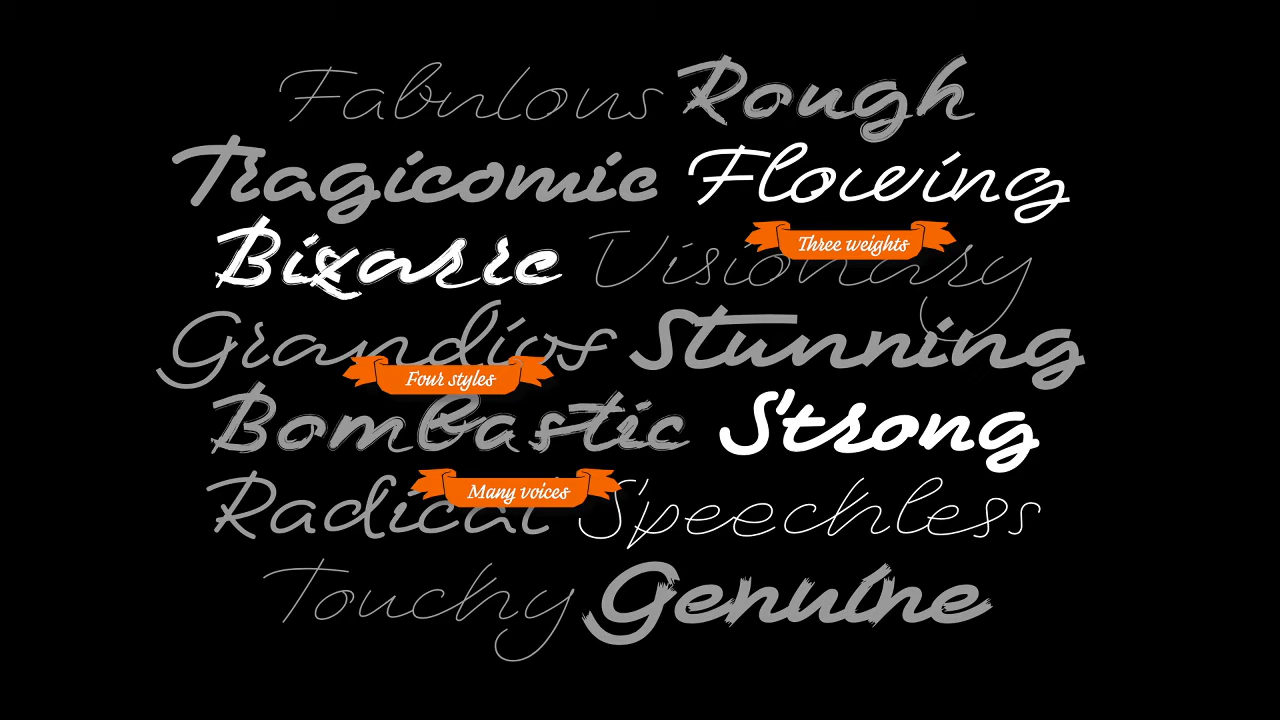 Fabulous Rough
Tragicomic Flowing
Three weights
Bizarre Visionary
Grandios Stunning
Four styles
Bombastic Strong
Many voices
Radical Speechless
Touchy Genuine